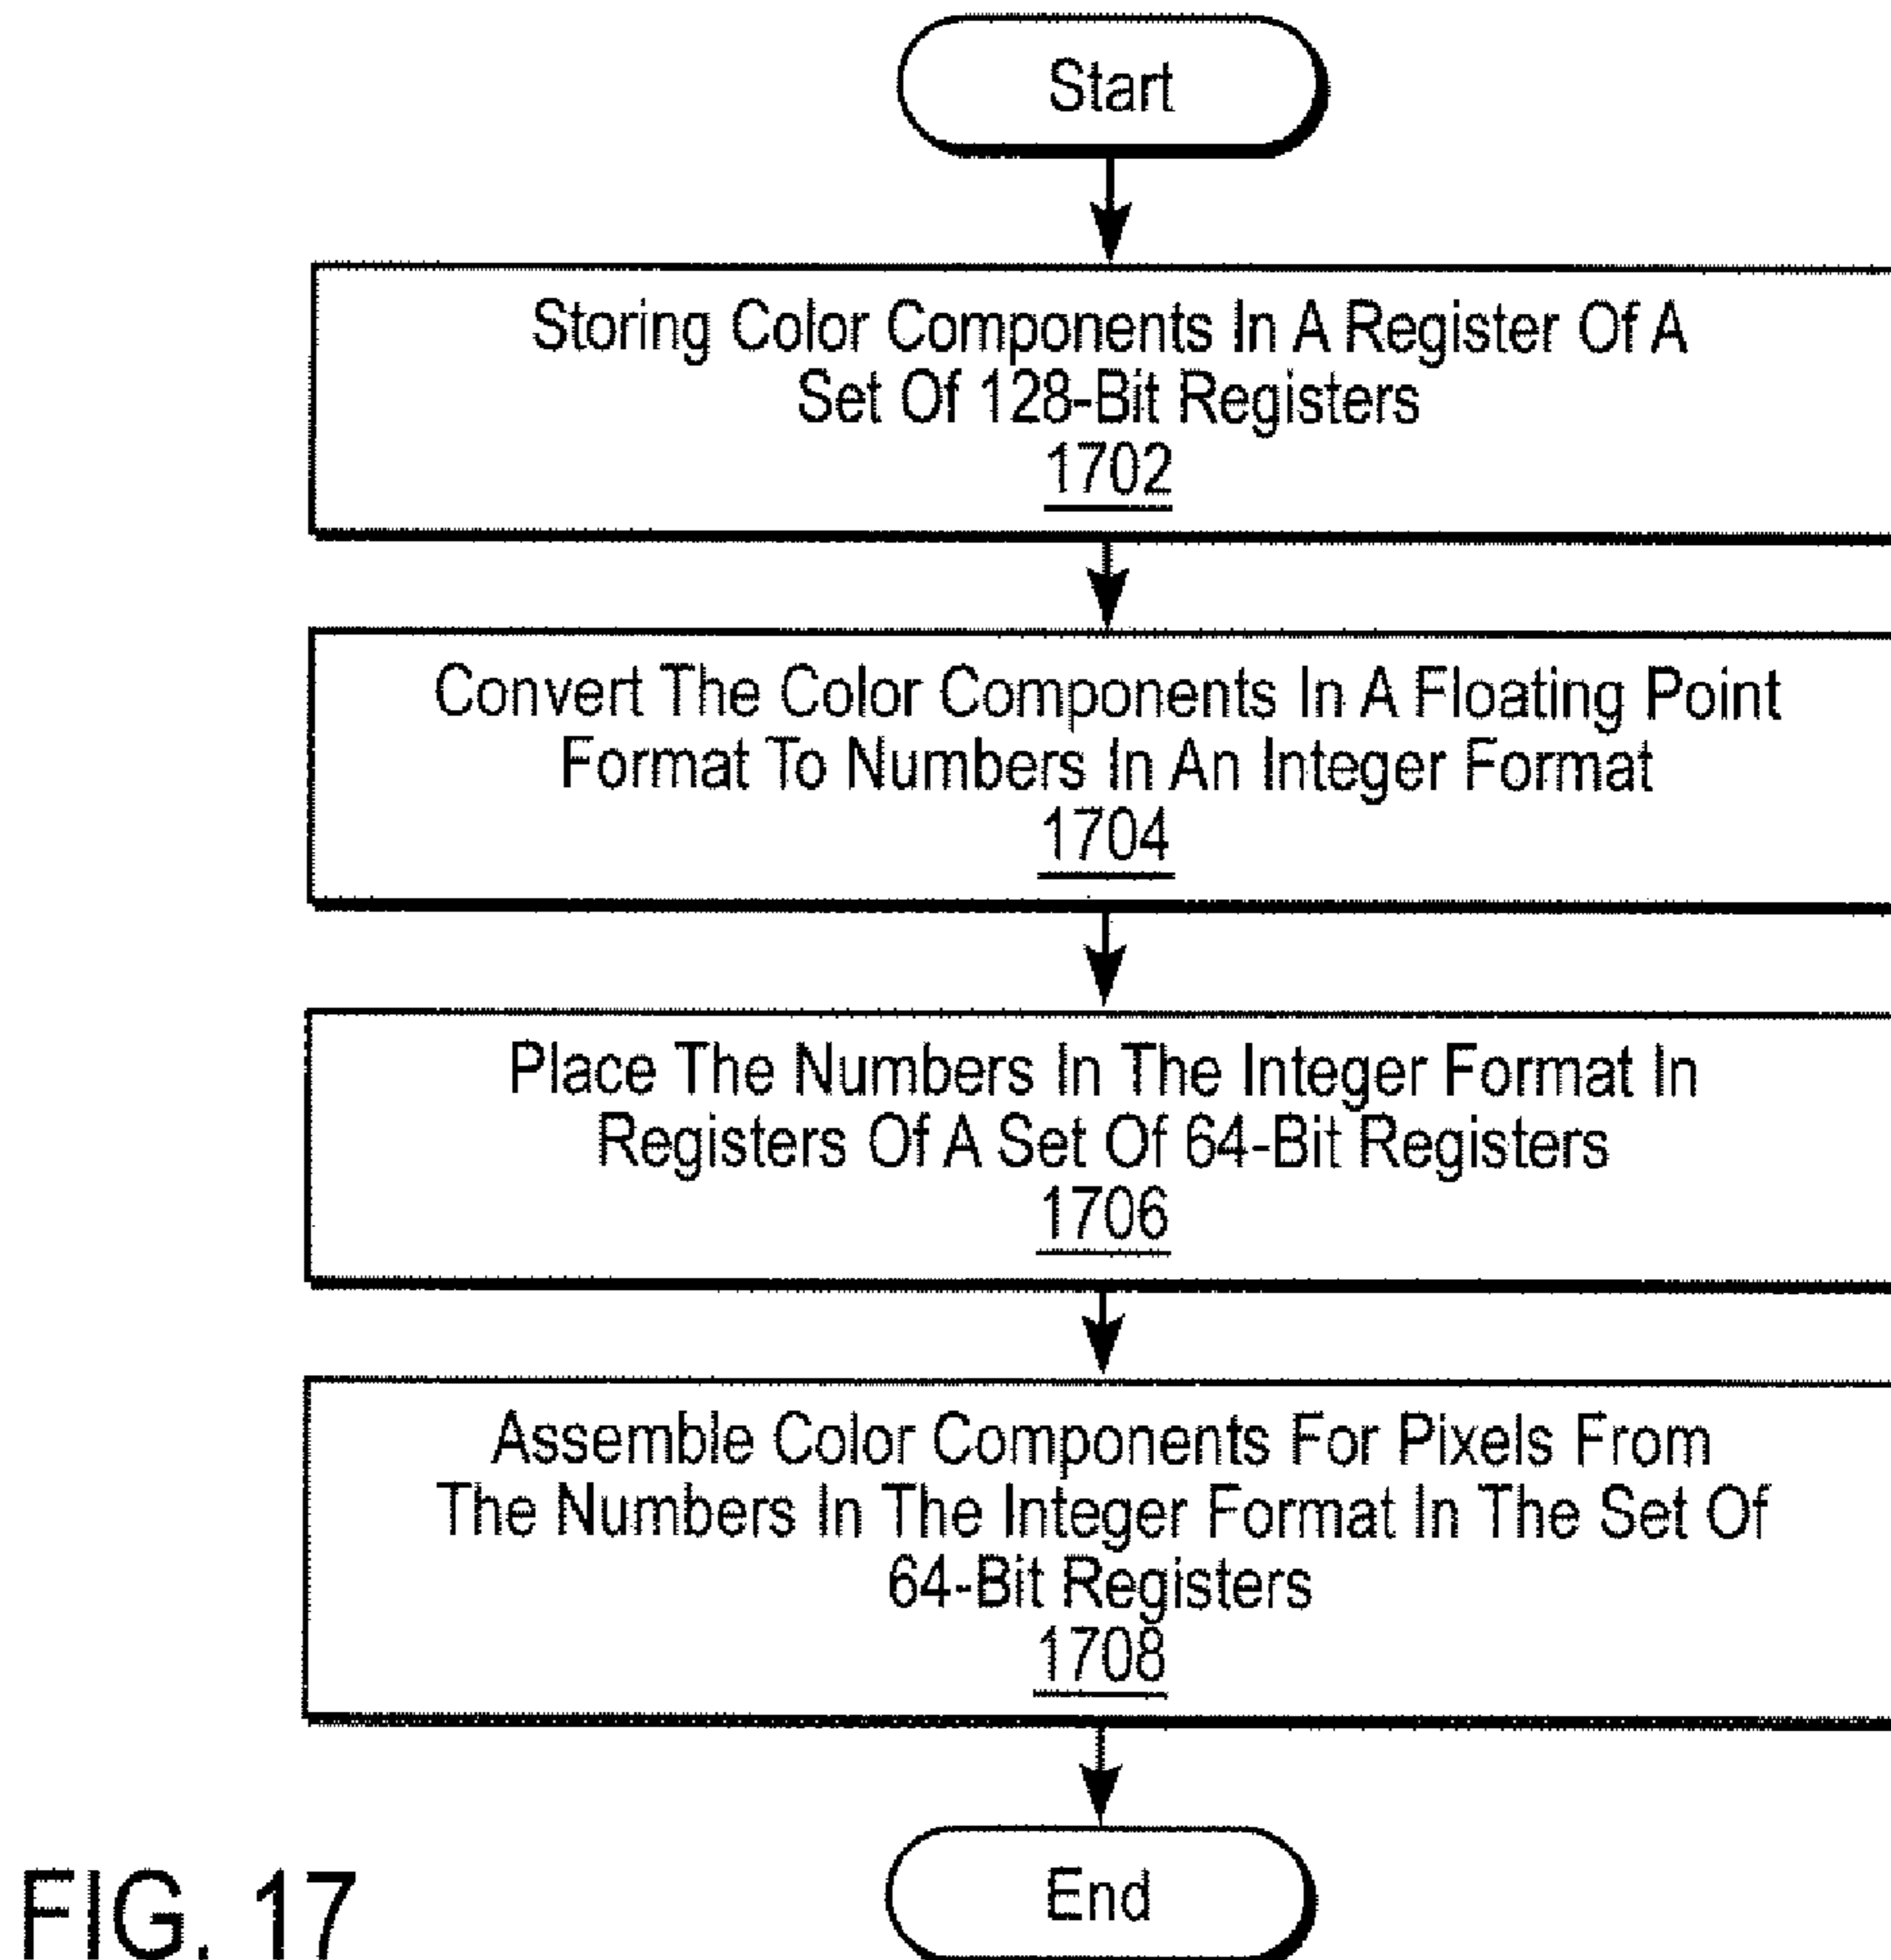 Start
Storing Color Components In A Register Of A
Set Of 128-Bit Registers
1702
Convert The Color Components In A Floating Point
Format To Numbers In An Integer Format
1704
Place The Numbers In The Integer Format In
Registers Of A Set Of 64-Bit Registers
1706
Assemble Color Components For Pixels From
The Numbers In The Integer Format In The Set Of
64-Bit Registers
1708
End
FIG. 17